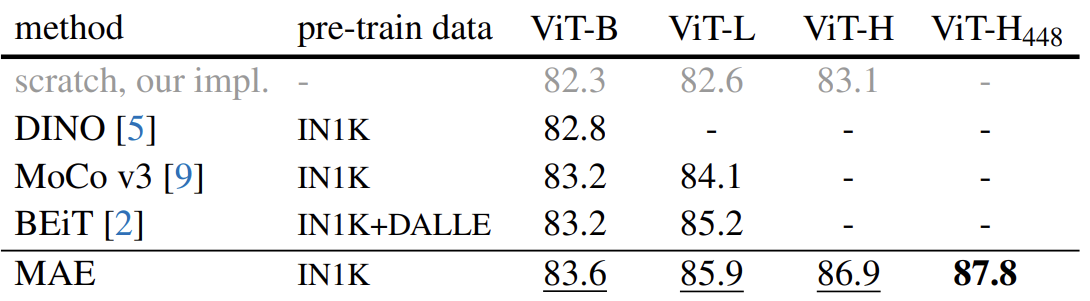 method pre-train data ViT-B ViT-L ViT-H ViT-H448
scratch, our impl. - 82.3 82.6 83.1 -
DINO [5] IN1K 82.8 - - -
MoCo v3 [9] IN1K 83.2 84.1 - -
BEiT [2] IN1K+DALLE 83.2 85.2 - -
MAE IN1K 83.6 85.9 86.9 87.8